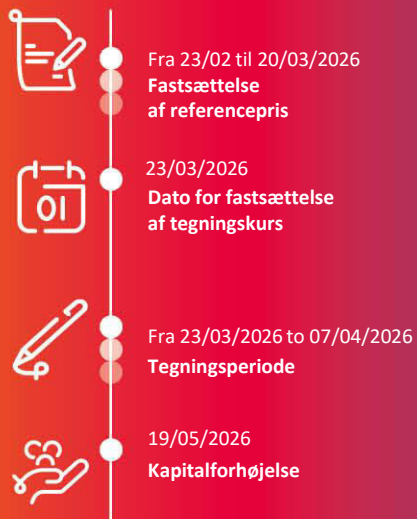 Fra 23/02 til 20/03/2026
Fastsættelse
af referencepris
01
23/03/2026
Dato for fastsættelse
af tegningskurs
Fra 23/03/2026 to 07/04/2026
Tegningsperiode
19/05/2026
Kapitalforhøjelse